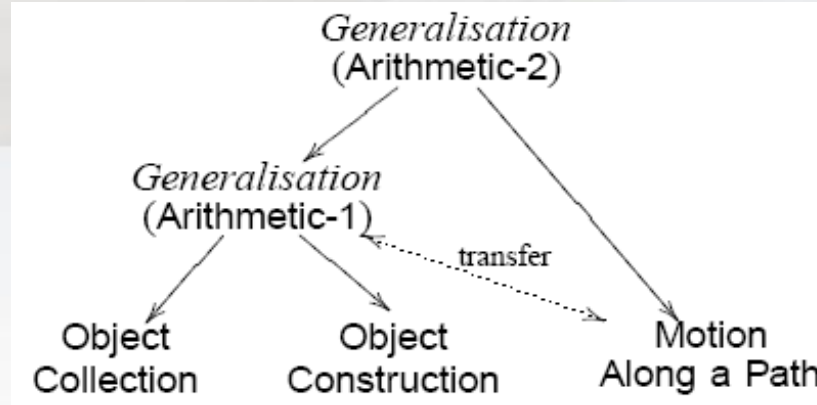 Generalisation
(Arithmetic-2)
Generalisation
(Arithmetic-1)
transfer
Object
Collection
Object
Construction
Motion
Along a Path